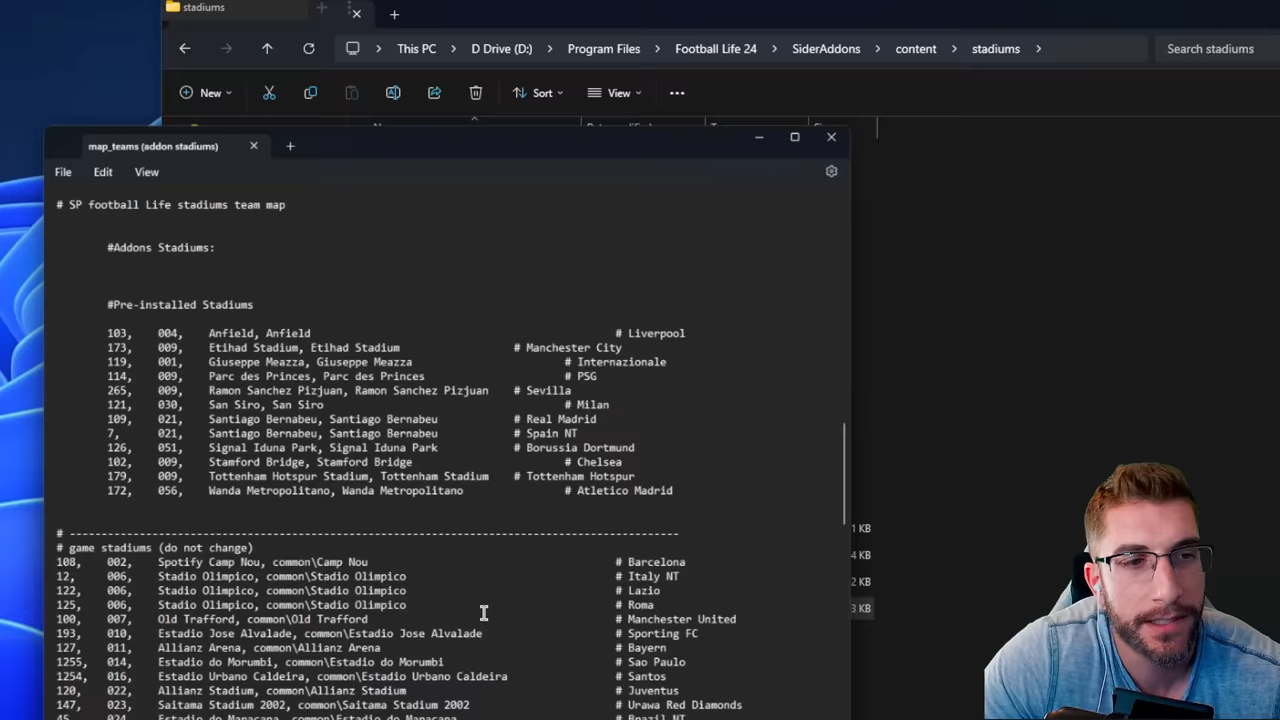 stadiums
This PC > D Drive (D:) > Program Files > Football Life 24 > SiderAddons > content > stadiums > Search stadiums
New Sort View
map_teams (addon stadiums)
File Edit View
# SP football Life stadiums team map
#Addons Stadiums:
#Pre-installed Stadiums
103, 004, Anfield, Anfield # Liverpool
173, 009, Etihad Stadium, Etihad Stadium # Manchester City
119, 001, Giuseppe Meazza, Giuseppe Meazza # Internazionale
114, 009, Parc des Princes, Parc des Princes # PSG
265, 009, Ramon Sanchez Pizjuan, Ramon Sanchez Pizjuan # Sevilla
121, 030, San Siro, San Siro # Milan
109, 021, Santiago Bernabeu, Santiago Bernabeu # Real Madrid
7, 021, Santiago Bernabeu, Santiago Bernabeu # Spain NT
126, 051, Signal Iduna Park, Signal Iduna Park # Borussia Dortmund
102, 009, Stamford Bridge, Stamford Bridge # Chelsea
179, 009, Tottenham Hotspur Stadium, Tottenham Stadium # Tottenham Hotspur
172, 056, Wanda Metropolitano, Wanda Metropolitano # Atletico Madrid
# ------------------------------------------------------------------------------------------------
# game stadiums (do not change)
108, 002, Spotify Camp Nou, common\Camp Nou # Barcelona
12, 006, Stadio Olimpico, common\Stadio Olimpico # Italy NT
122, 006, Stadio Olimpico, common\Stadio Olimpico # Lazio
125, 006, Stadio Olimpico, common\Stadio Olimpico # Roma
100, 007, Old Trafford, common\Old Trafford # Manchester United
193, 010, Estadio Jose Alvalade, common\Estadio Jose Alvalade # Sporting FC
127, 011, Allianz Arena, common\Allianz Arena # Bayern
1255, 014, Estadio do Morumbi, common\Estadio do Morumbi # Sao Paulo
1254, 016, Estadio Urbano Caldeira, common\Estadio Urbano Caldeira # Santos
120, 022, Allianz Stadium, common\Allianz Stadium # Juventus
147, 023, Saitama Stadium 2002, common\Saitama Stadium 2002 # Urawa Red Diamonds
45, 024, Estadio do Maracana, common\Estadio do Maracana # Brazil NT
1 KB
4 KB
2 KB
3 KB